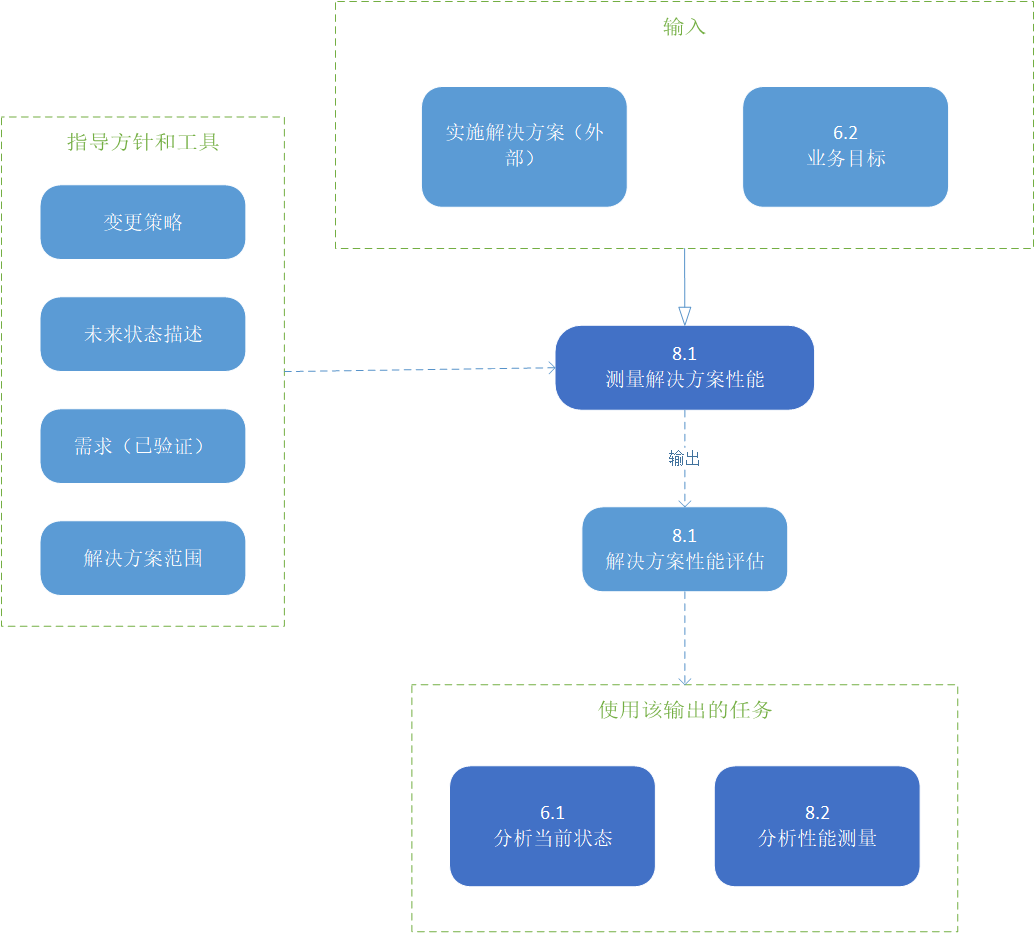 输入
实施解决方案（外
部）
6.2
业务目标
指导方针和工具
变更策略
未来状态描述
需求（已验证）
解决方案范围
8.1
测量解决方案性能
输出
8.1
解决方案性能评估
使用该输出的任务
6.1
分析当前状态
8.2
分析性能测量